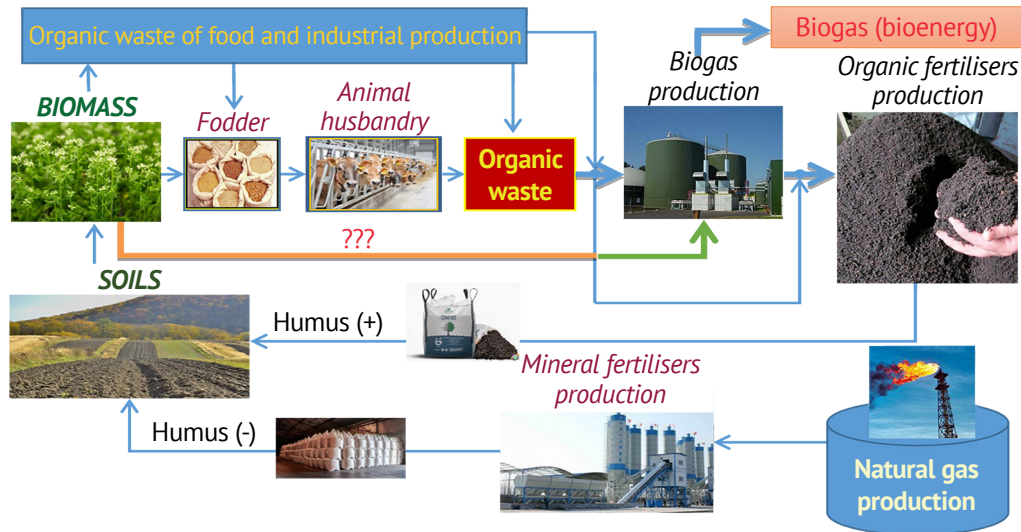 Organic waste of food and industrial production
Biogas (bioenergy)
Biogas
production
Organic fertilisers
production
BIOMASS
Fodder
Animal
husbandry
Organic
waste
???
SOILS
Humus (+)
COMPOST
Mineral fertilisers
production
Humus (-)
Natural gas
production